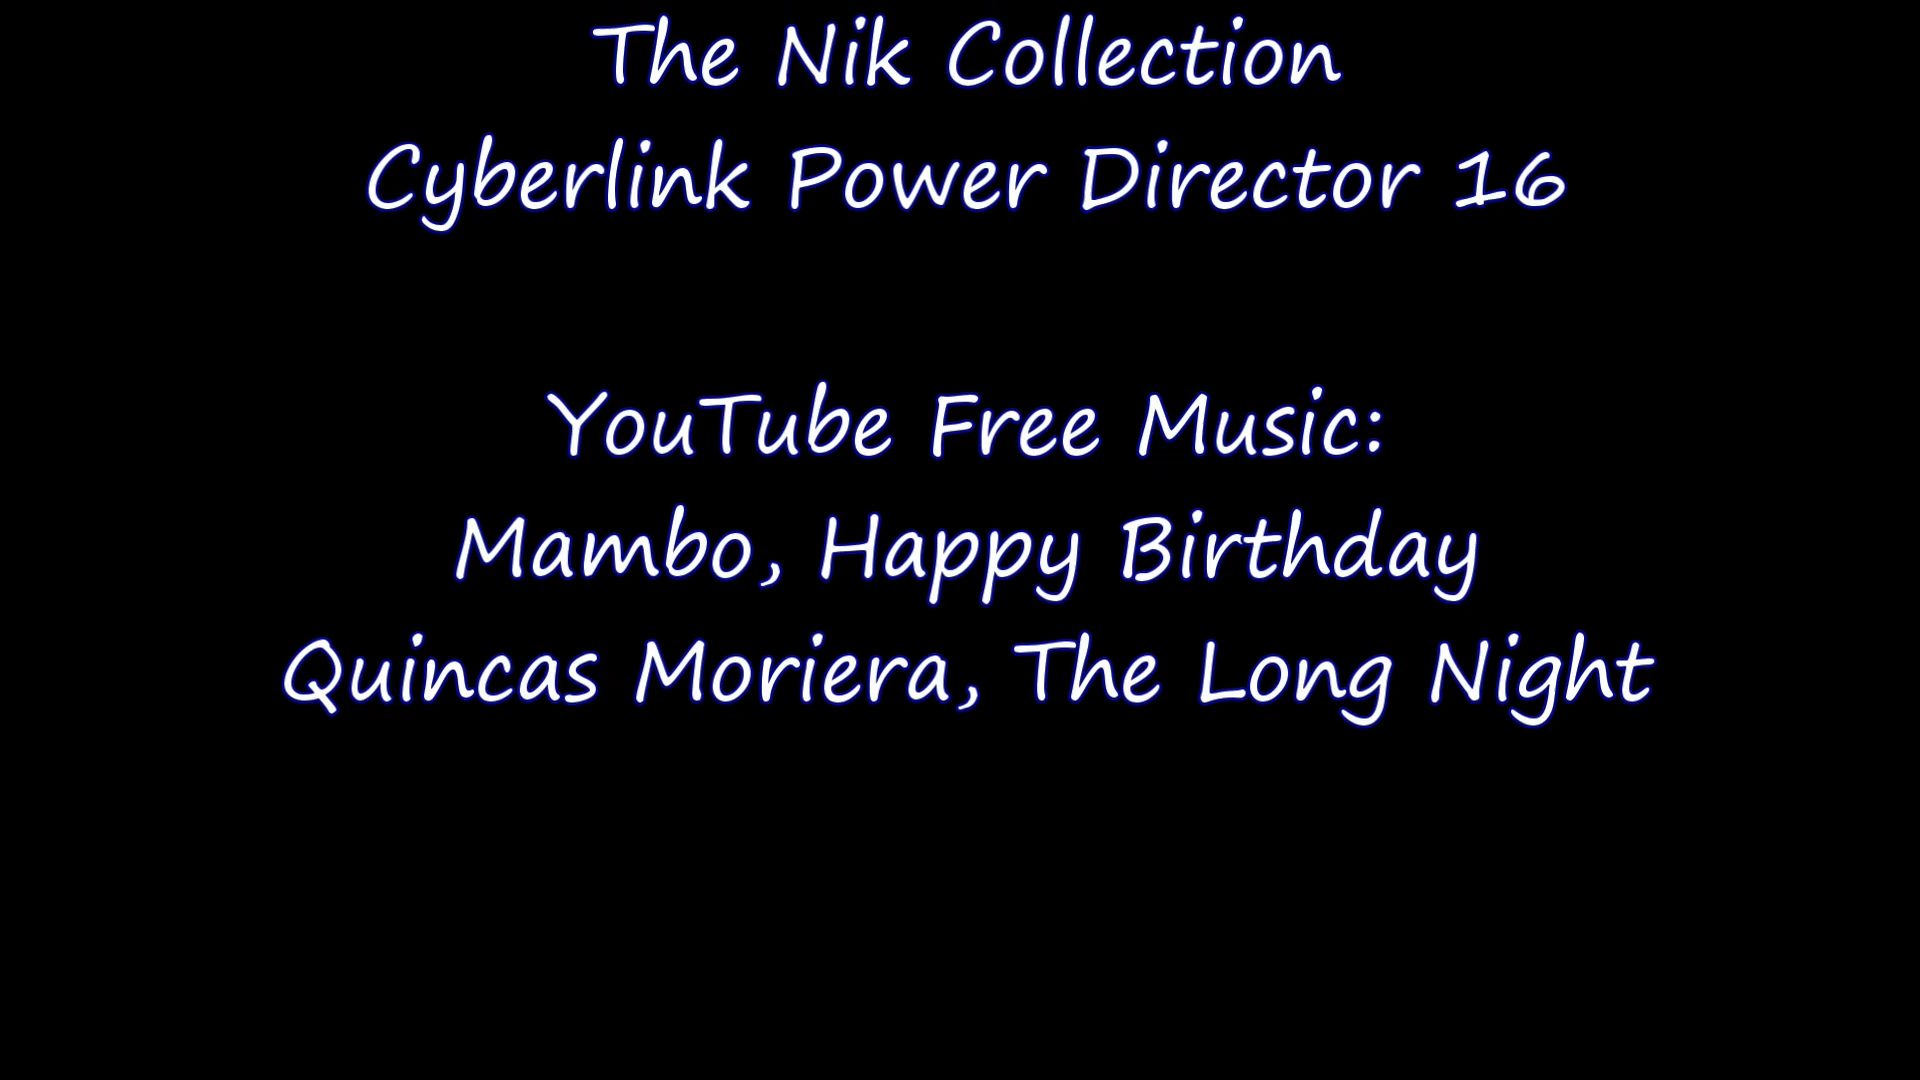 The Nik Collection
Cyberlink Power Director 16
YouTube Free Music:
Mambo, Happy Birthday
Quincas Moriera, The Long Night